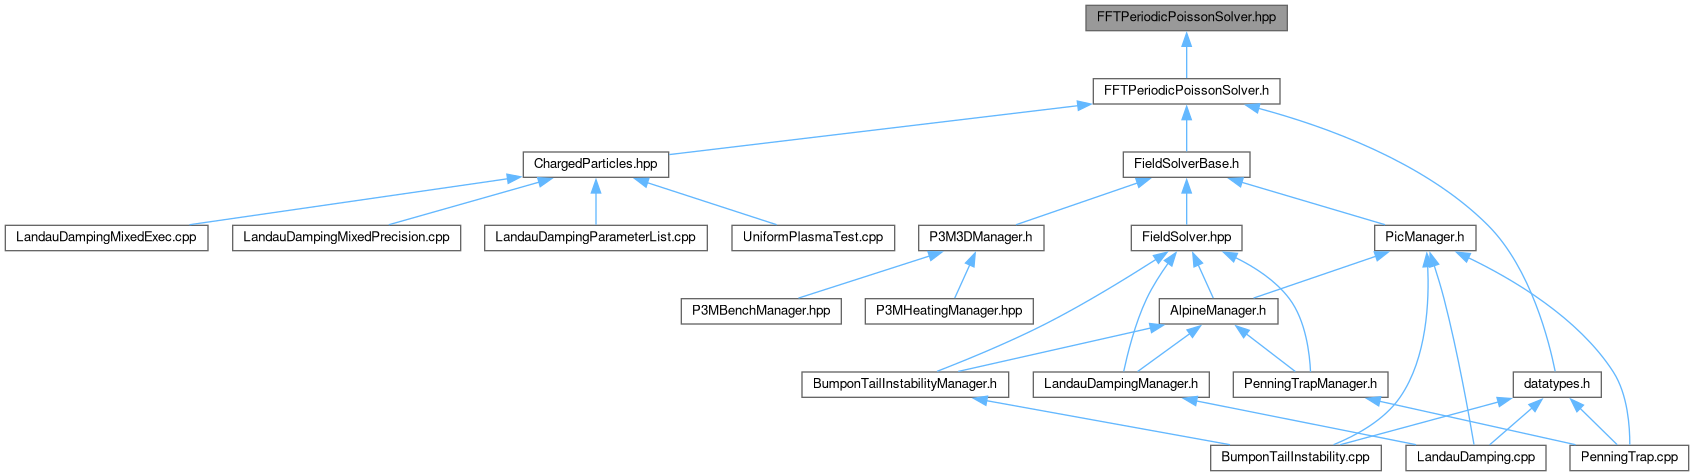 FFTPeriodicPoissonSolver.hpp
FFTPeriodicPoissonSolver.h
ChargedParticles.hpp
FieldSolverBase.h
LandauDampingMixedExec.cpp
LandauDampingMixedPrecision.cpp
LandauDampingParameterList.cpp
UniformPlasmaTest.cpp
P3M3DManager.h
FieldSolver.hpp
PicManager.h
P3MBenchManager.hpp
P3MHeatingManager.hpp
AlpineManager.h
BumponTailInstabilityManager.h
LandauDampingManager.h
PenningTrapManager.h
datatypes.h
BumponTailInstability.cpp
LandauDamping.cpp
PenningTrap.cpp